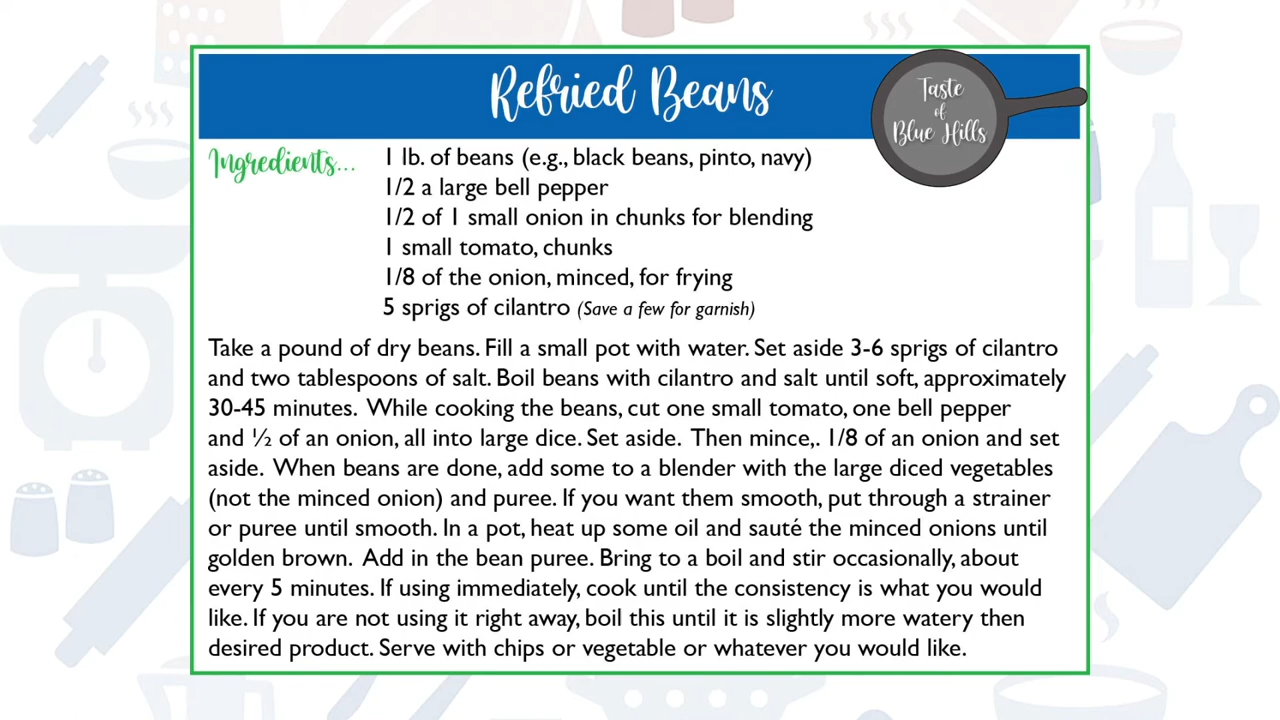 Refried Beans
Taste
of
Blue Hills
Ingredients...
1 lb. of beans (e.g., black beans, pinto, navy)
1/2 a large bell pepper
1/2 of 1 small onion in chunks for blending
1 small tomato, chunks
1/8 of the onion, minced, for frying
5 sprigs of cilantro (Save a few for garnish)
Take a pound of dry beans. Fill a small pot with water. Set aside 3-6 sprigs of cilantro
and two tablespoons of salt. Boil beans with cilantro and salt until soft, approximately
30-45 minutes. While cooking the beans, cut one small tomato, one bell pepper
and ½ of an onion, all into large dice. Set aside. Then mince,. 1/8 of an onion and set
aside. When beans are done, add some to a blender with the large diced vegetables
(not the minced onion) and puree. If you want them smooth, put through a strainer
or puree until smooth. In a pot, heat up some oil and sauté the minced onions until
golden brown. Add in the bean puree. Bring to a boil and stir occasionally, about
every 5 minutes. If using immediately, cook until the consistency is what you would
like. If you are not using it right away, boil this until it is slightly more watery then
desired product. Serve with chips or vegetable or whatever you would like.